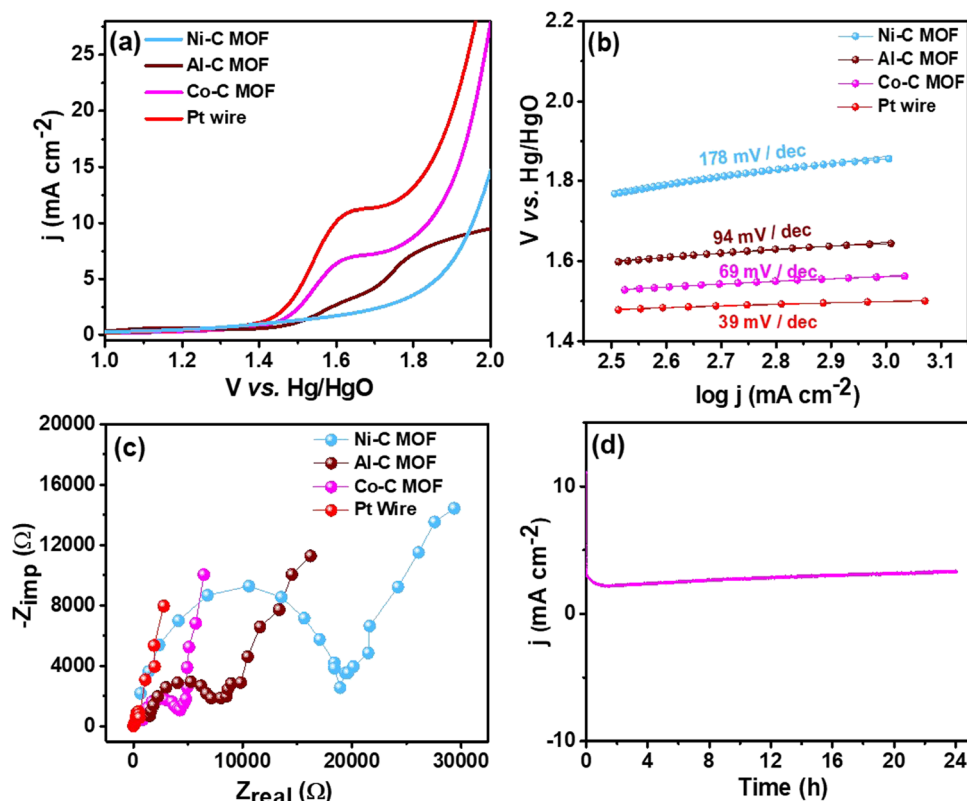 (a)
Ni-C MOF
Al-C MOF
Co-C MOF
Pt wire
j (mA cm⁻²)
25
20
15
10
5
0
1.0 1.2 1.4 1.6 1.8 2.0
V vs. Hg/HgO
(b)
Ni-C MOF
Al-C MOF
Co-C MOF
Pt wire
V vs. Hg/HgO
2.2
2.0
1.8
1.6
1.4
178 mV / dec
94 mV / dec
69 mV / dec
39 mV / dec
2.5 2.6 2.7 2.8 2.9 3.0 3.1
log j (mA cm⁻²)
(c)
Ni-C MOF
Al-C MOF
Co-C MOF
Pt Wire
-Zimp (Ω)
20000
16000
12000
8000
4000
0
0 10000 20000 30000
Zreal (Ω)
(d)
j (mA cm⁻²)
10
0
-10
0 4 8 12 16 20 24
Time (h)